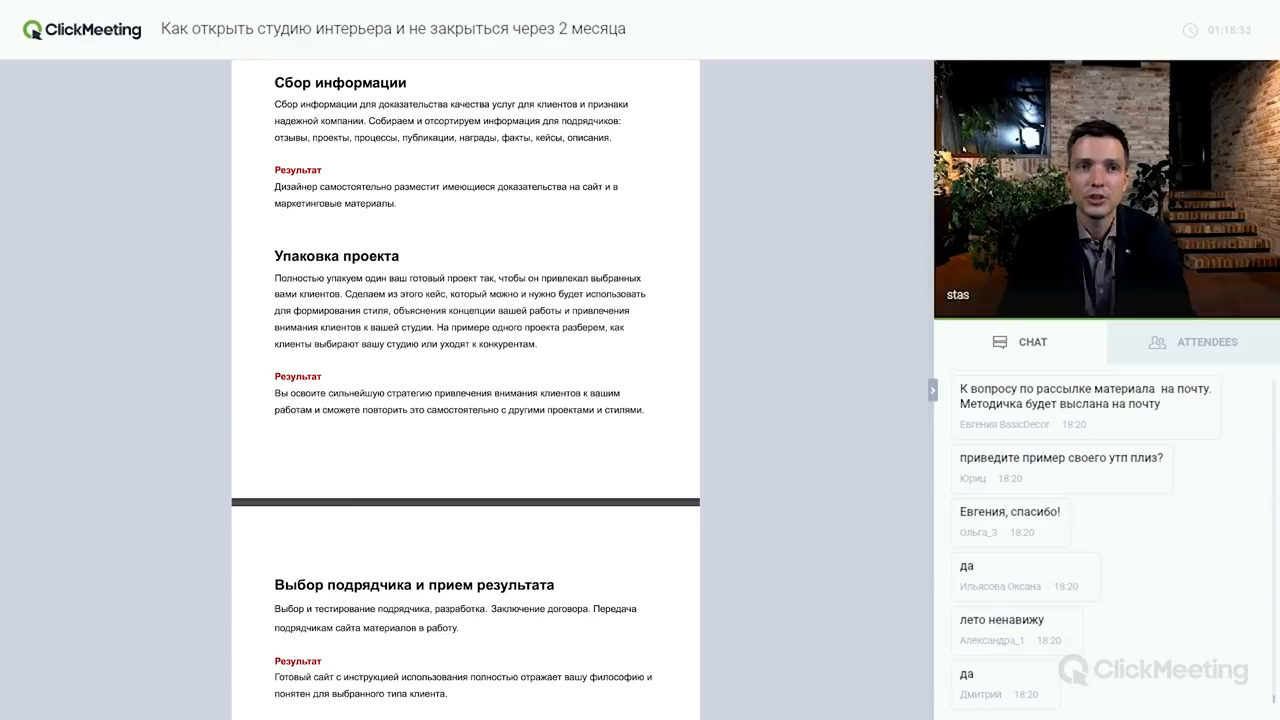 ClickMeeting
Как открыть студию интерьера и не закрыться через 2 месяца
01:18:33
Сбор информации
Сбор информации для доказательства качества услуг для клиентов и признаки
надежной компании. Собираем и отсортируем информация для подрядчиков:
отзывы, проекты, процессы, публикации, награды, факты, кейсы, описания.
Результат
Дизайнер самостоятельно разместит имеющиеся доказательства на сайт и в
маркетинговые материалы.
Упаковка проекта
Полностью упакуем один ваш готовый проект так, чтобы он привлекал выбранных
вами клиентов. Сделаем из этого кейс, который можно и нужно будет использовать
для формирования стиля, объяснения концепции вашей работы и привлечения
внимания клиентов к вашей студии. На примере одного проекта разберем, как
клиенты выбирают вашу студию или уходят к конкурентам.
Результат
Вы освоите сильнейшую стратегию привлечения внимания клиентов к вашим
работам и сможете повторить это самостоятельно с другими проектами и стилями.
Выбор подрядчика и прием результата
Выбор и тестирование подрядчика, разработка. Заключение договора. Передача
подрядчикам сайта материалов в работу.
Результат
Готовый сайт с инструкцией использования полностью отражает вашу философию и
понятен для выбранного типа клиента.
stas
CHAT
ATTENDEES
К вопросу по рассылке материала на почту.
Методичка будет выслана на почту
Евгения BasicDecor 18:20
приведите пример своего утп плиз?
Юриц 18:20
Евгения, спасибо!
Ольга_3 18:20
да
Ильясова Оксана 18:20
лето ненавижу
Александра_1 18:20
да
Дмитрий 18:20
ClickMeeting